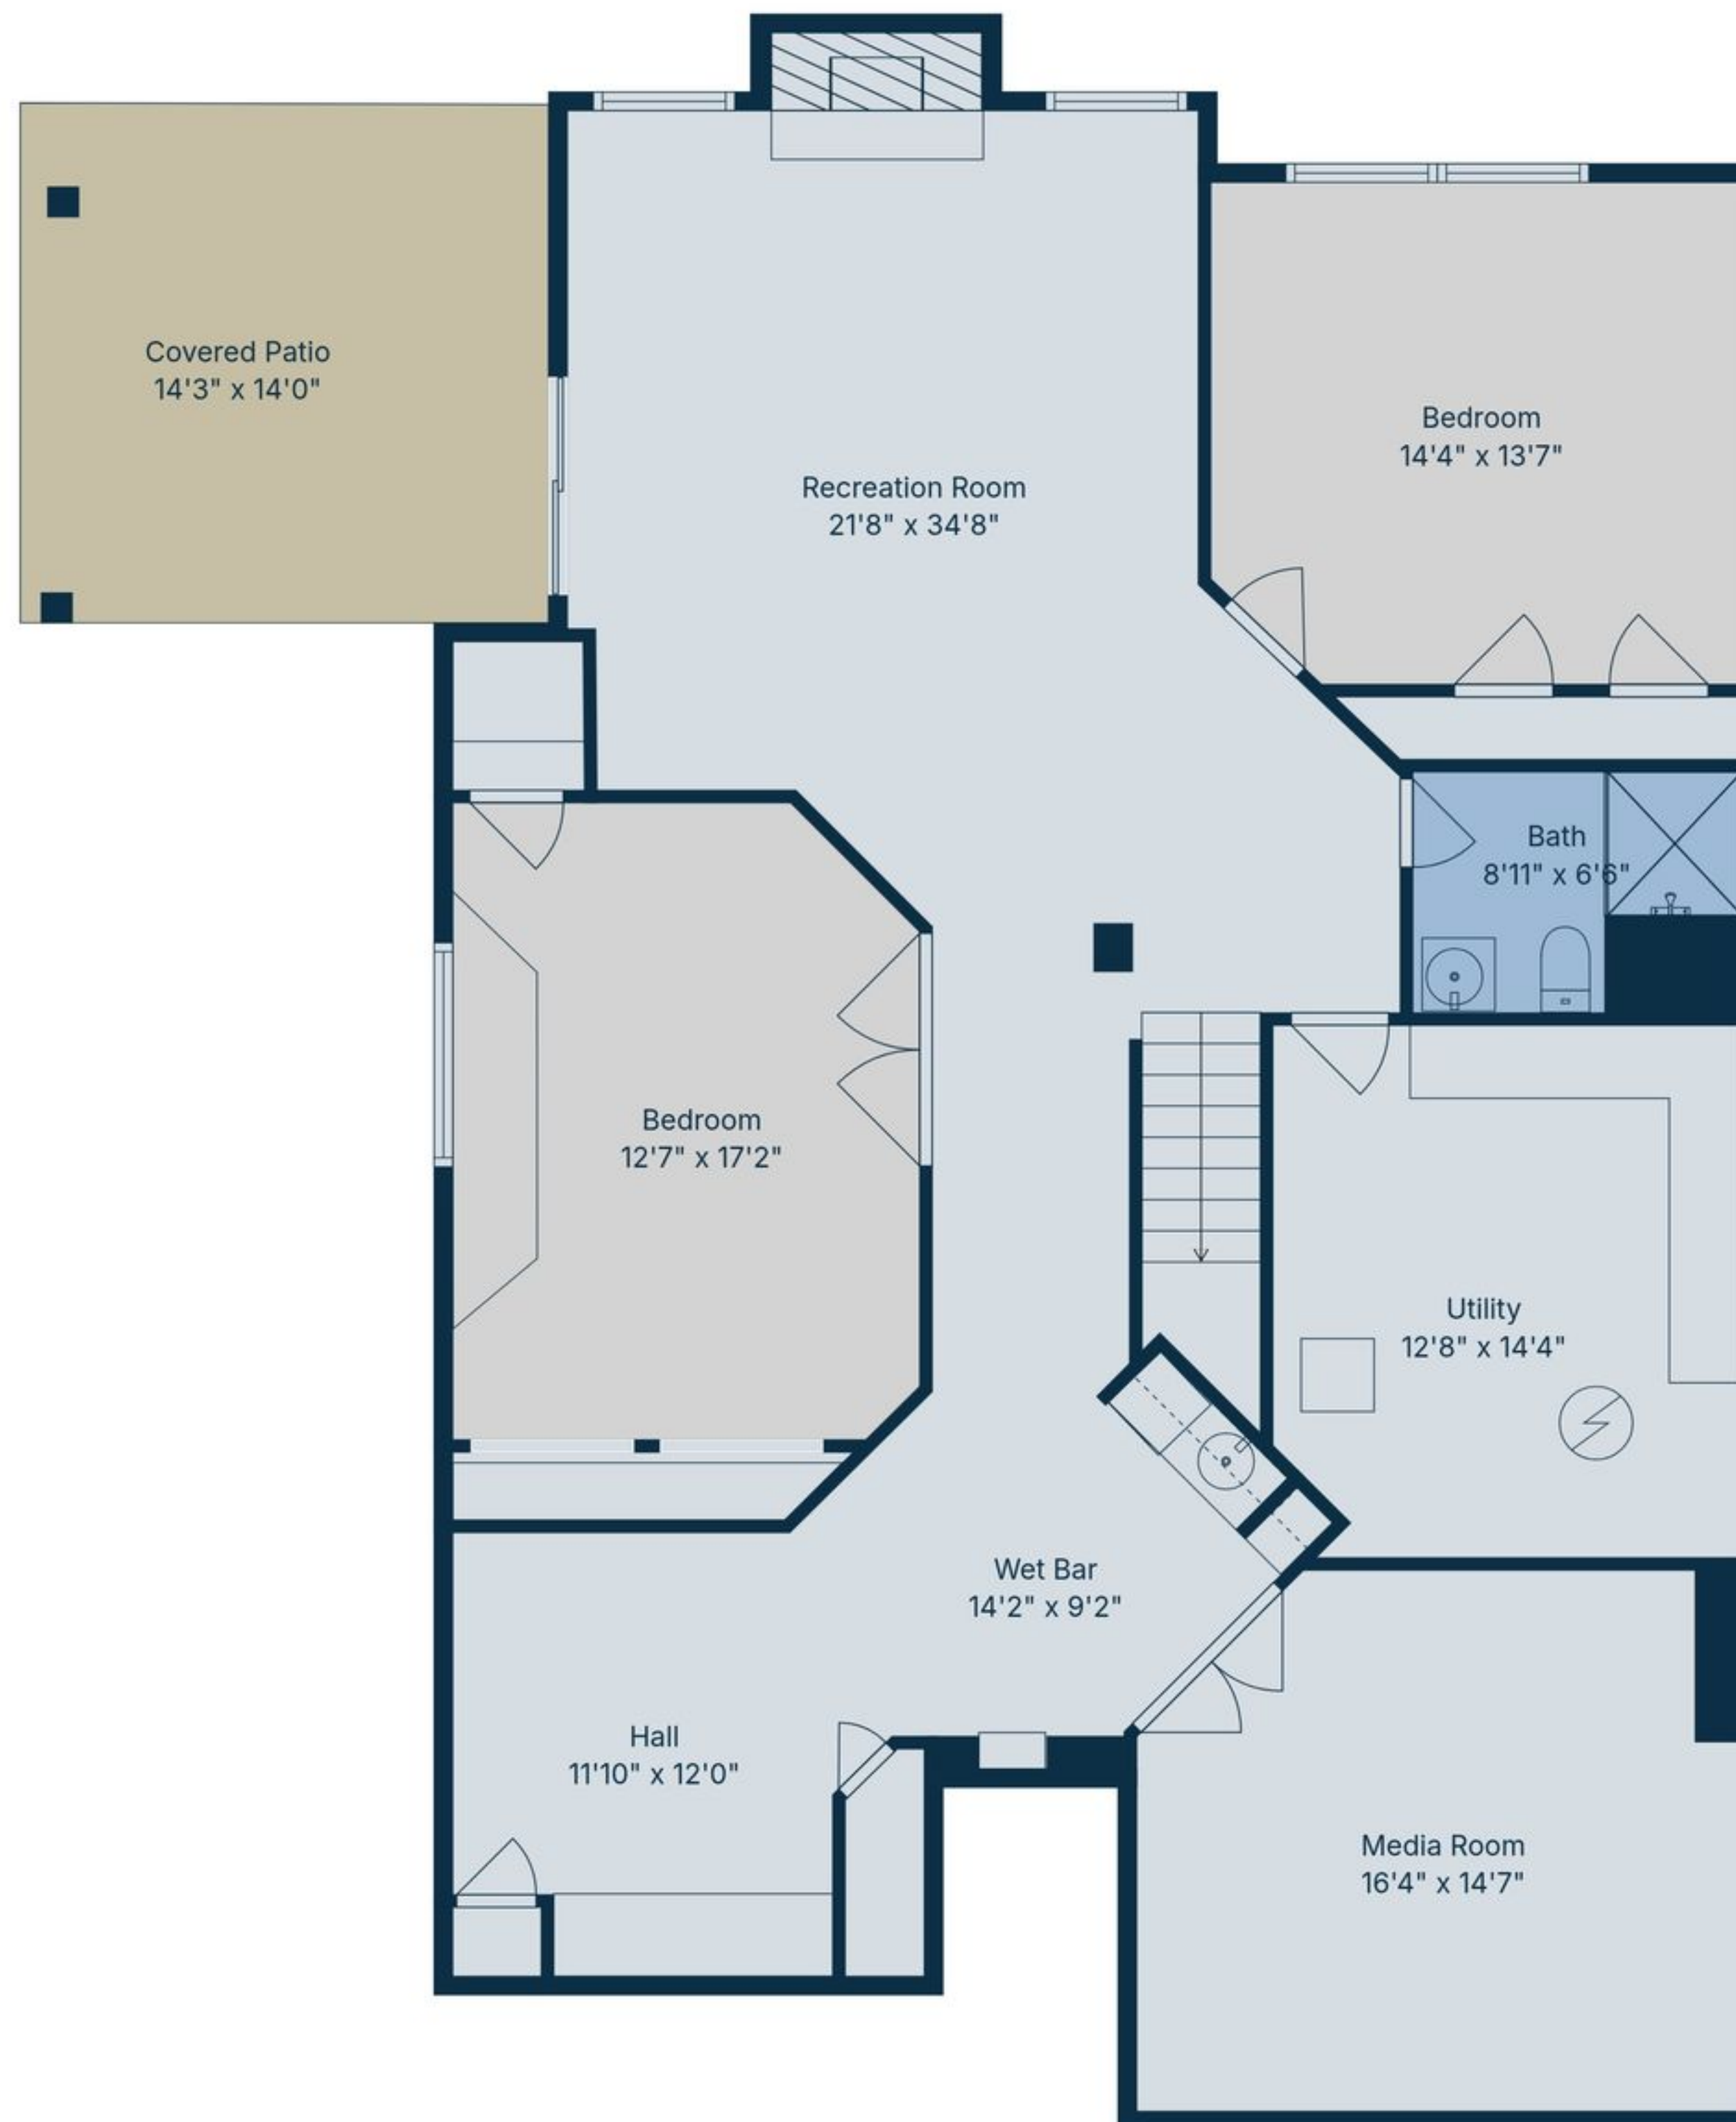 Covered Patio
14'3" x 14'0"
Bedroom
14'4" x 13'7"
Recreation Room
21'8" x 34'8"
Bath
8'11" x 6'6"
Bedroom
12'7" x 17'2"
Utility
12'8" x 14'4"
Wet Bar
14'2" x 9'2"
Hall
11'10" x 12'0"
Media Room
16'4" x 14'7"